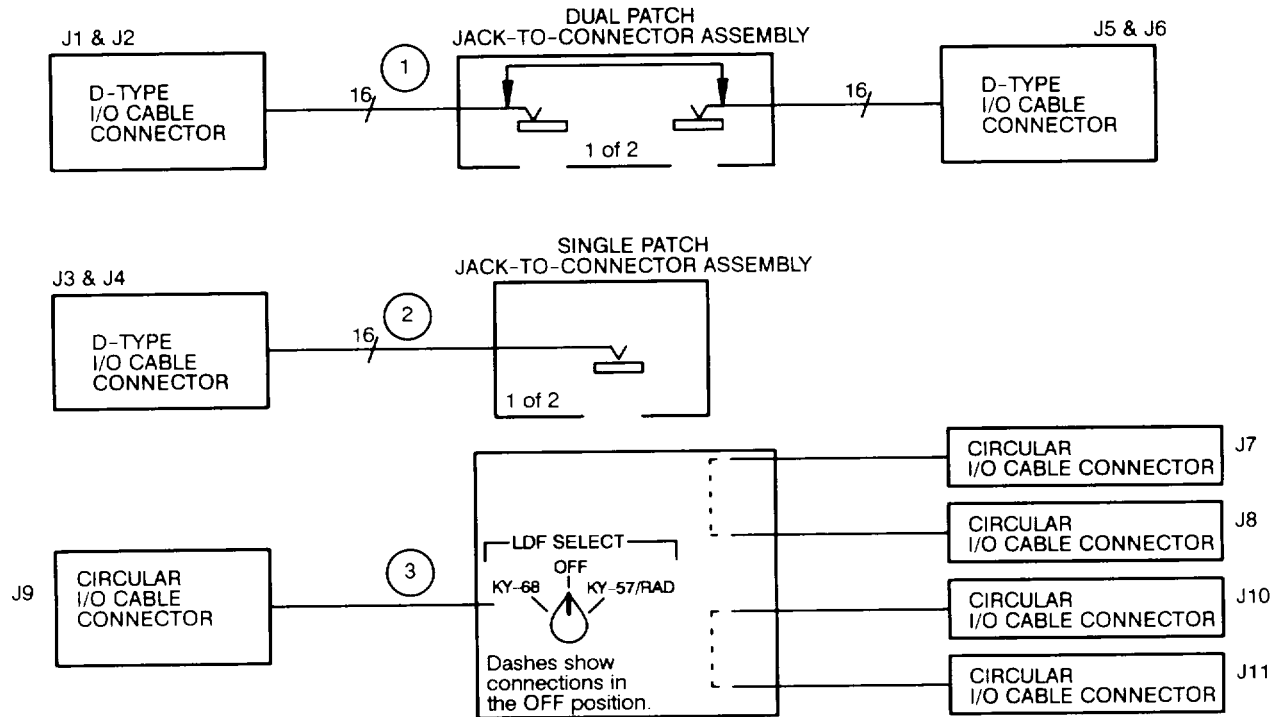 J1 & J2
D-TYPE
I/O CABLE
CONNECTOR
16
1
DUAL PATCH
JACK-TO-CONNECTOR ASSEMBLY
1 of 2
16
J5 & J6
D-TYPE
I/O CABLE
CONNECTOR
J3 & J4
D-TYPE
I/O CABLE
CONNECTOR
16
2
SINGLE PATCH
JACK-TO-CONNECTOR ASSEMBLY
1 of 2
J9
CIRCULAR
I/O CABLE
CONNECTOR
3
LDF SELECT
OFF
KY-68
KY-57/RAD
Dashes show
connections in
the OFF position.
CIRCULAR
I/O CABLE CONNECTOR
J7
CIRCULAR
I/O CABLE CONNECTOR
J8
CIRCULAR
I/O CABLE CONNECTOR
J10
CIRCULAR
I/O CABLE CONNECTOR
J11